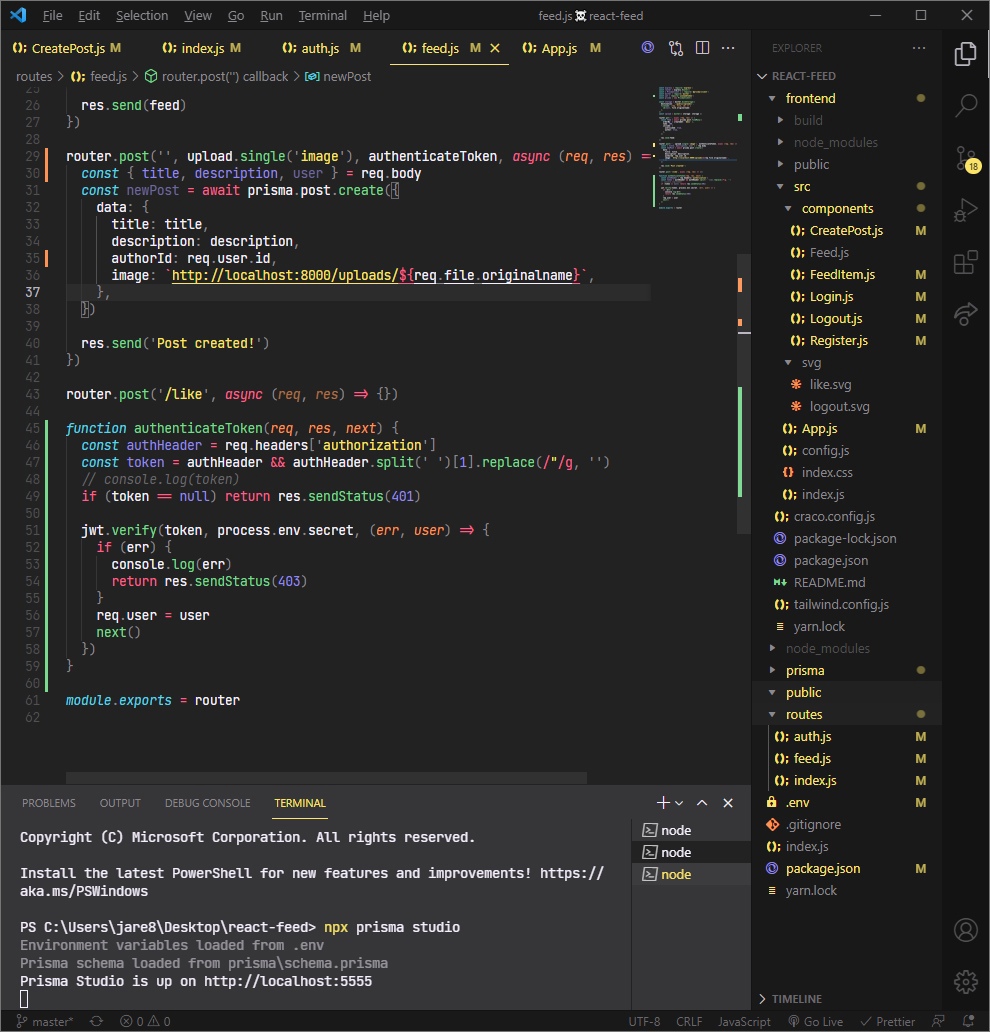 File Edit Selection View Go Run Terminal Help feed.js ☠ react-feed
CreatePost.js M index.js M auth.js M feed.js M App.js M
routes > feed.js > router.post('') callback > newPost
25
26 res.send(feed)
27 })
28
29 router.post('', upload.single('image'), authenticateToken, async (req, res) =
30 const { title, description, user } = req.body
31 const newPost = await prisma.post.create({
32 data: {
33 title: title,
34 description: description,
35 authorId: req.user.id,
36 image: `http://localhost:8000/uploads/${req.file.originalname}`,
37 },
38 })
39
40 res.send('Post created!')
41 })
42
43 router.post('/like', async (req, res) => {})
44
45 function authenticateToken(req, res, next) {
46 const authHeader = req.headers['authorization']
47 const token = authHeader && authHeader.split(' ')[1].replace(/"/g, '')
48 // console.log(token)
49 if (token == null) return res.sendStatus(401)
50
51 jwt.verify(token, process.env.secret, (err, user) => {
52 if (err) {
53 console.log(err)
54 return res.sendStatus(403)
55 }
56 req.user = user
57 next()
58 })
59 }
60
61 module.exports = router
62
PROBLEMS OUTPUT DEBUG CONSOLE TERMINAL
Copyright (C) Microsoft Corporation. All rights reserved.
Install the latest PowerShell for new features and improvements! https://
aka.ms/PSWindows
PS C:\Users\jare8\Desktop\react-feed> npx prisma studio
Environment variables loaded from .env
Prisma schema loaded from prisma\schema.prisma
Prisma Studio is up on http://localhost:5555
node
node
node
EXPLORER
REACT-FEED
frontend
build
node_modules
public
src
components
CreatePost.js M
Feed.js
FeedItem.js M
Login.js M
Logout.js M
Register.js M
svg
like.svg
logout.svg
App.js M
config.js
index.css
index.js
craco.config.js
package-lock.json
package.json
README.md
tailwind.config.js
yarn.lock
node_modules
prisma
public
routes
auth.js M
feed.js M
index.js M
.env M
.gitignore
index.js
package.json M
yarn.lock
TIMELINE
18
master* 0 0 UTF-8 CRLF JavaScript Go Live Prettier